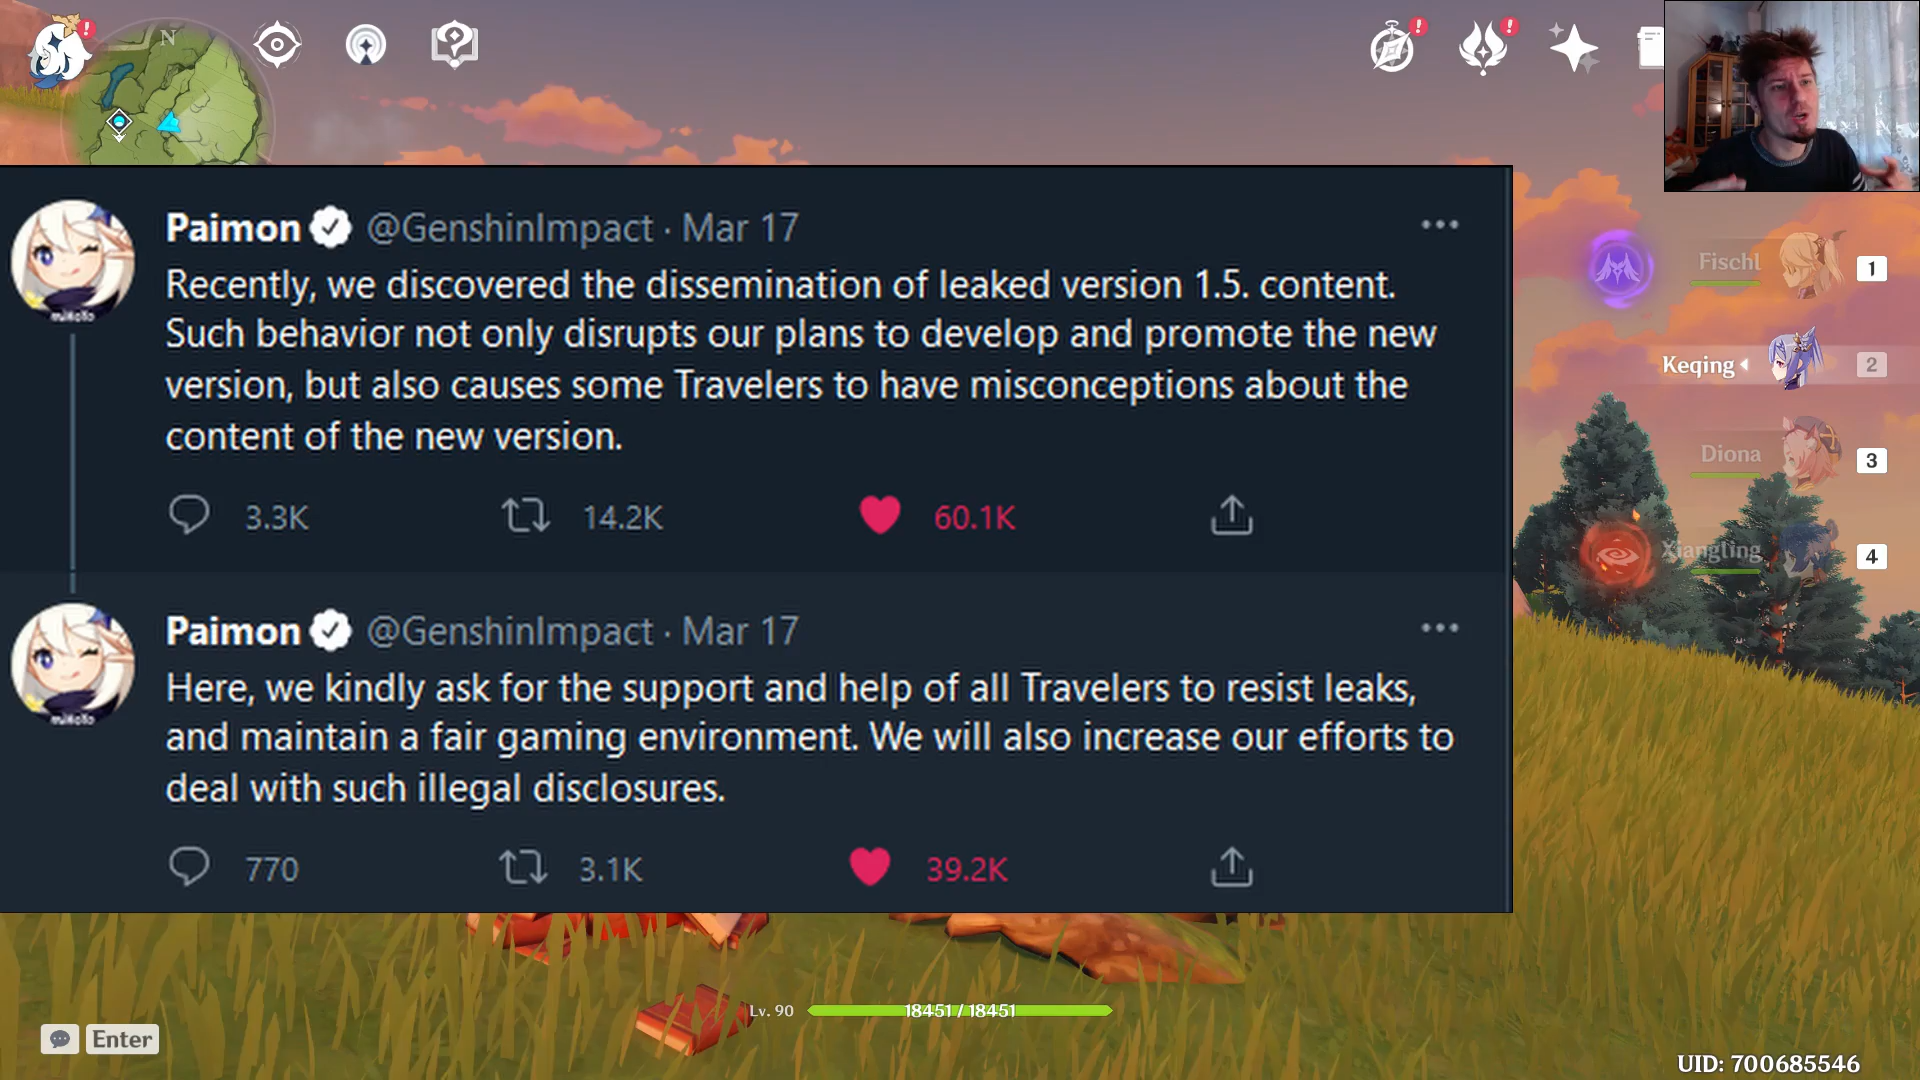 N
Paimon @GenshinImpact · Mar 17
Recently, we discovered the dissemination of leaked version 1.5. content.
Such behavior not only disrupts our plans to develop and promote the new
version, but also causes some Travelers to have misconceptions about the
content of the new version.
3.3K 14.2K 60.1K
miHoYo
Paimon @GenshinImpact · Mar 17
Here, we kindly ask for the support and help of all Travelers to resist leaks,
and maintain a fair gaming environment. We will also increase our efforts to
deal with such illegal disclosures.
770 3.1K 39.2K
miHoYo
Fischl 1
Keqing 2
Diona 3
Xiangling 4
Lv. 90 18451 / 18451
Enter
UID: 700685546